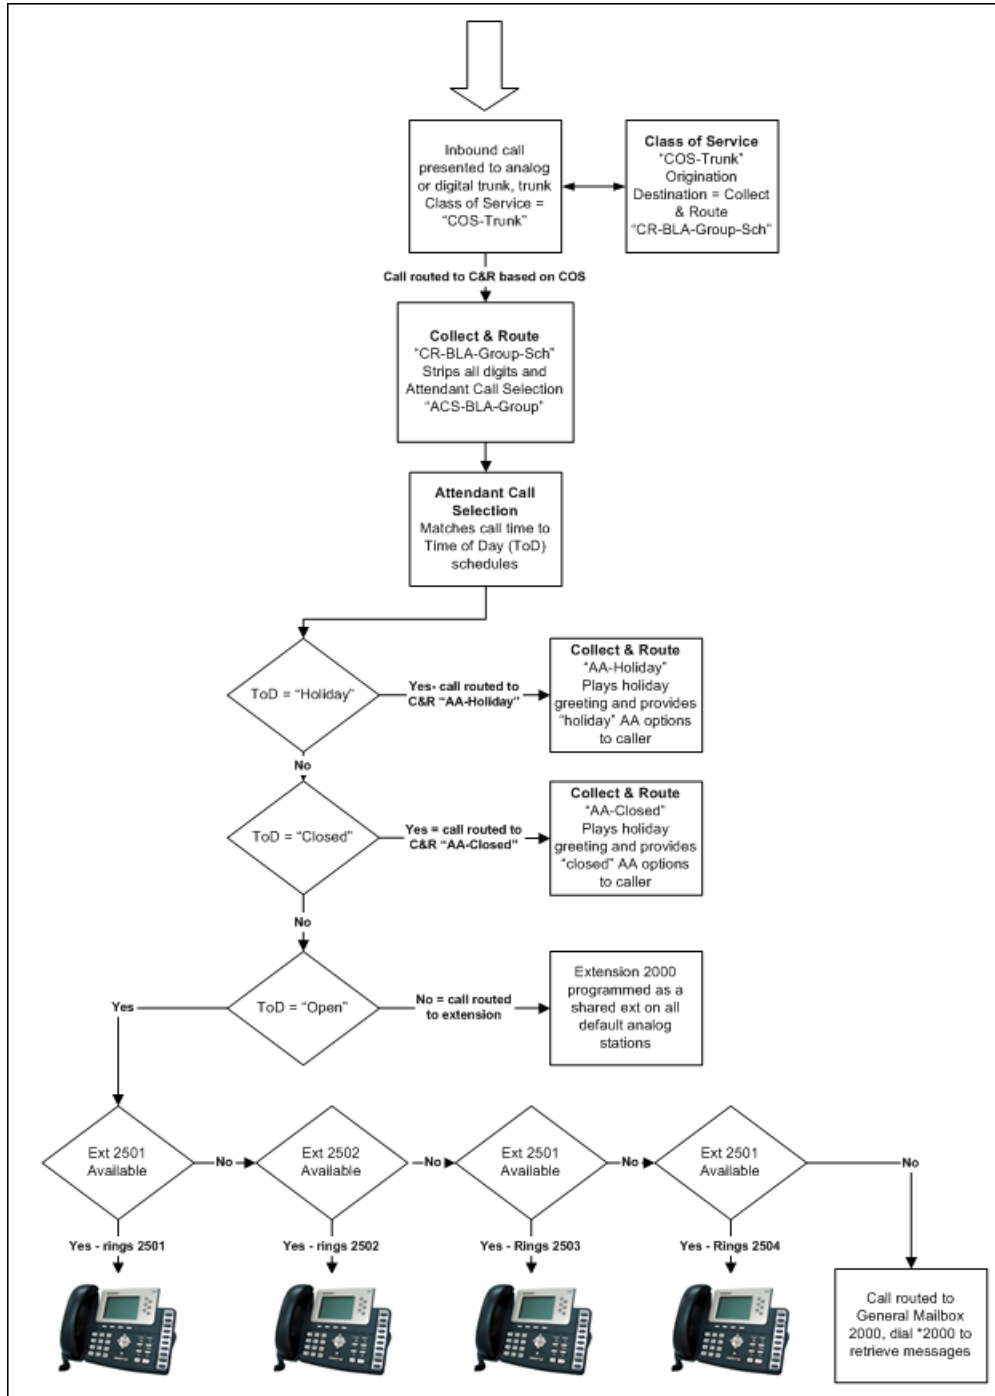 Inbound call
presented to analog
or digital trunk, trunk
Class of Service =
“COS-Trunk”
Class of Service
“COS-Trunk”
Origination
Destination = Collect
& Route
“CR-BLA-Group-Sch”
Call routed to C&R based on COS
Collect & Route
“CR-BLA-Group-Sch”
Strips all digits and
Attendant Call Selection
“ACS-BLA-Group”
Attendant Call
Selection
Matches call time to
Time of Day (ToD)
schedules
ToD = “Holiday”
Yes- call routed to
C&R “AA-Holiday”
Collect & Route
“AA-Holiday”
Plays holiday
greeting and provides
“holiday” AA options
to caller
No
ToD = “Closed”
Yes = call routed to
C&R “AA-Closed”
Collect & Route
“AA-Closed”
Plays holiday
greeting and provides
“closed” AA options
to caller
No
Yes
ToD = “Open”
No = call routed
to extension
Extension 2000
programmed as a
shared ext on all
default analog
stations
Ext 2501
Available
No
Ext 2502
Available
No
Ext 2501
Available
No
Ext 2501
Available
No
Yes - rings 2501
Yes - rings 2502
Yes - Rings 2503
Yes - Rings 2504
Call routed to
General Mailbox
2000, dial *2000 to
retrieve messages